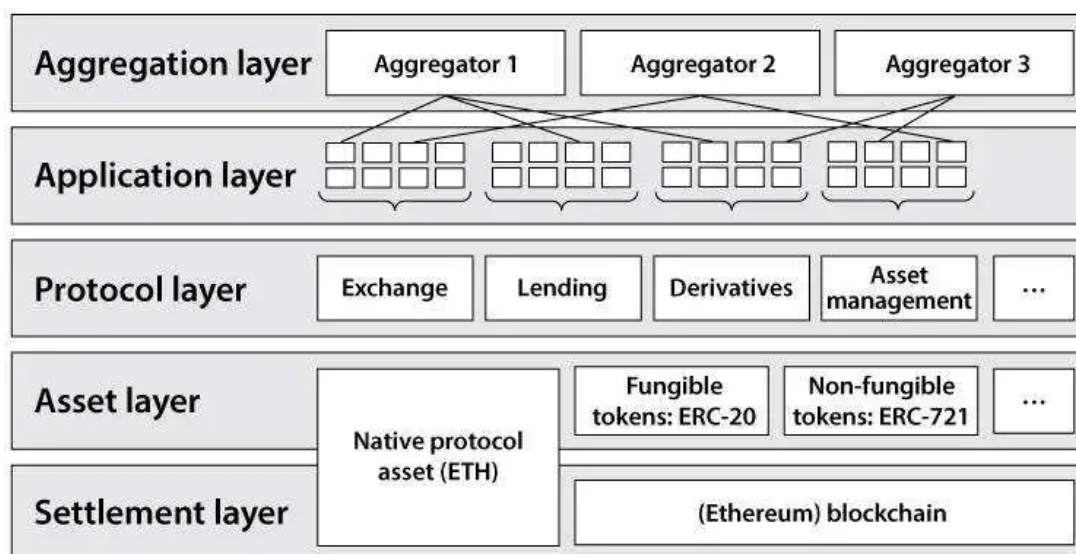 Aggregation layer
Aggregator 1
Aggregator 2
Aggregator 3
Application layer
Protocol layer
Exchange
Lending
Derivatives
Asset
management
...
Asset layer
Native protocol
asset (ETH)
Fungible
tokens: ERC-20
Non-fungible
tokens: ERC-721
...
Settlement layer
(Ethereum) blockchain